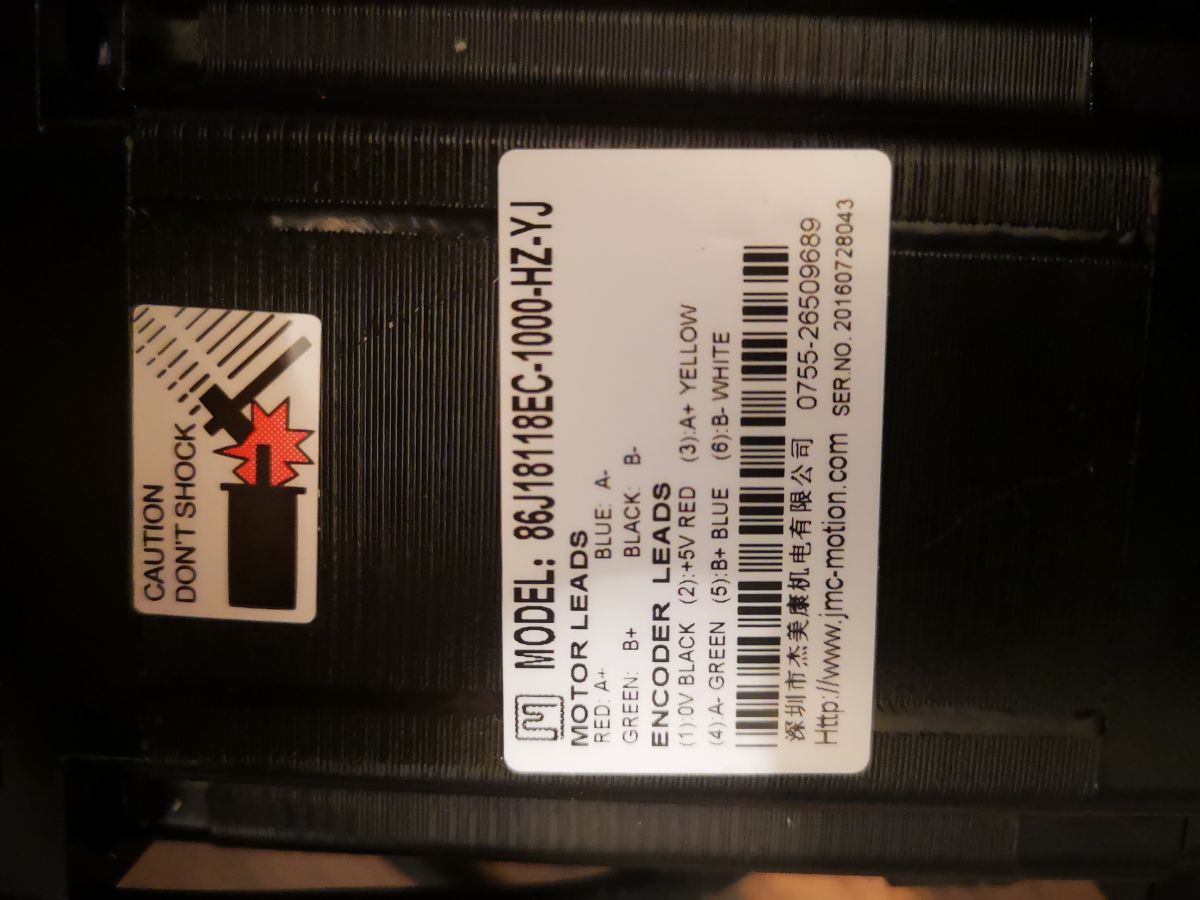 CAUTION
DON'T SHOCK
MODEL: 86J18118EC-1000-HZ-YJ
MOTOR LEADS
RED: A+ BLUE: A-
GREEN: B+ BLACK: B-
ENCODER LEADS
(1):0V BLACK (2):+5V RED (3):A+ YELLOW
(4):A- GREEN (5):B+ BLUE (6):B- WHITE
深圳市杰美康机电有限公司 0755-26509689
Http://www.jmc-motion.com SER.NO. 20160728043